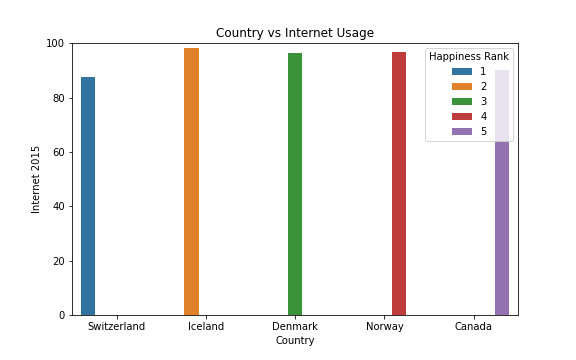 Country vs Internet Usage
Happiness Rank
1
2
3
4
5
100
80
60
40
20
0
Internet 2015
Switzerland Iceland Denmark Norway Canada
Country